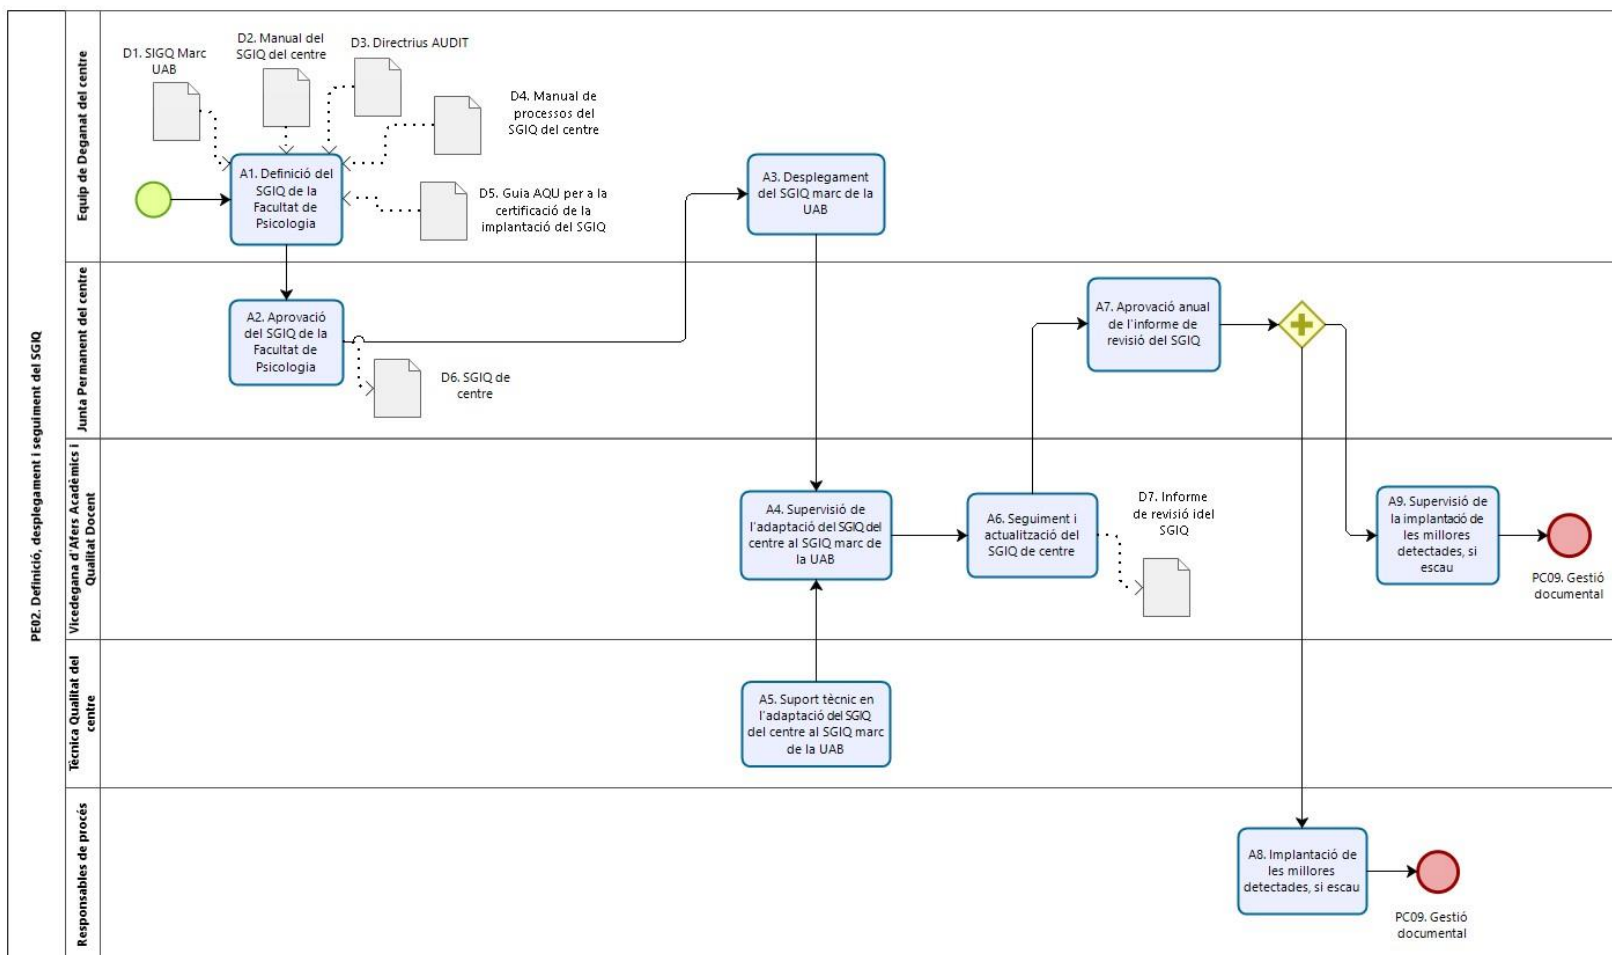 PE02. Definició, desplegament i seguiment del SGIQ
Equip de Deganat del centre
D1. SIGQ Marc
UAB
D2. Manual del
SGIQ del centre
D3. Directrius AUDIT
D4. Manual de
processos del
SGIQ del centre
D5. Guia AQU per a la
certificació de la
implantació del SGIQ
A1. Definició del
SGIQ de la
Facultat de
Psicologia
A3. Desplegament
del SGIQ marc de la
UAB
Junta Permanent del centre
A2. Aprovació
del SGIQ de la
Facultat de
Psicologia
D6. SGIQ de
centre
A7. Aprovació anual
de l'informe de
revisió del SGIQ
Vicedegana d'Afers Acadèmics i
Qualitat Docent
A4. Supervisió de
l'adaptació del SGIQ del
centre al SGIQ marc de
la UAB
A6. Seguiment i
actualització del
SGIQ de centre
D7. Informe
de revisió idel
SGIQ
A9. Supervisió de
la implantació de
les millores
detectades, si
escau
PC09. Gestió
documental
Tècnica Qualitat del
centre
A5. Suport tècnic en
l'adaptació del SGIQ
del centre al SGIQ marc
de la UAB
Responsables de procés
A8. Implantació de
les millores
detectades, si escau
PC09. Gestió
documental